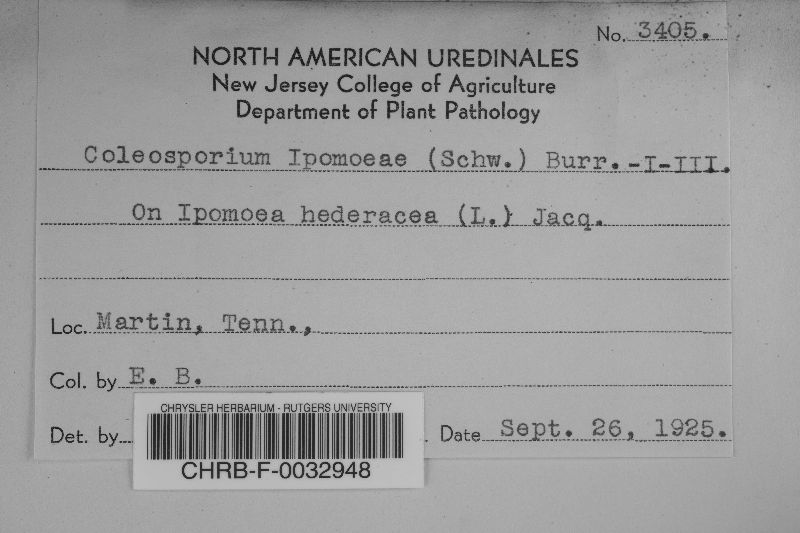 No. 3405.
NORTH AMERICAN UREDINALES
New Jersey College of Agriculture
Department of Plant Pathology
Coleosporium Ipomoeae (Schw.) Burr.-I-III.
On Ipomoea hederacea (L.) Jacq.
Loc. Martin, Tenn.,
Col. by E. B.
Det. by
Date Sept. 26, 1925.
CHRYSLER HERBARIUM - RUTGERS UNIVERSITY
CHRB-F-0032948